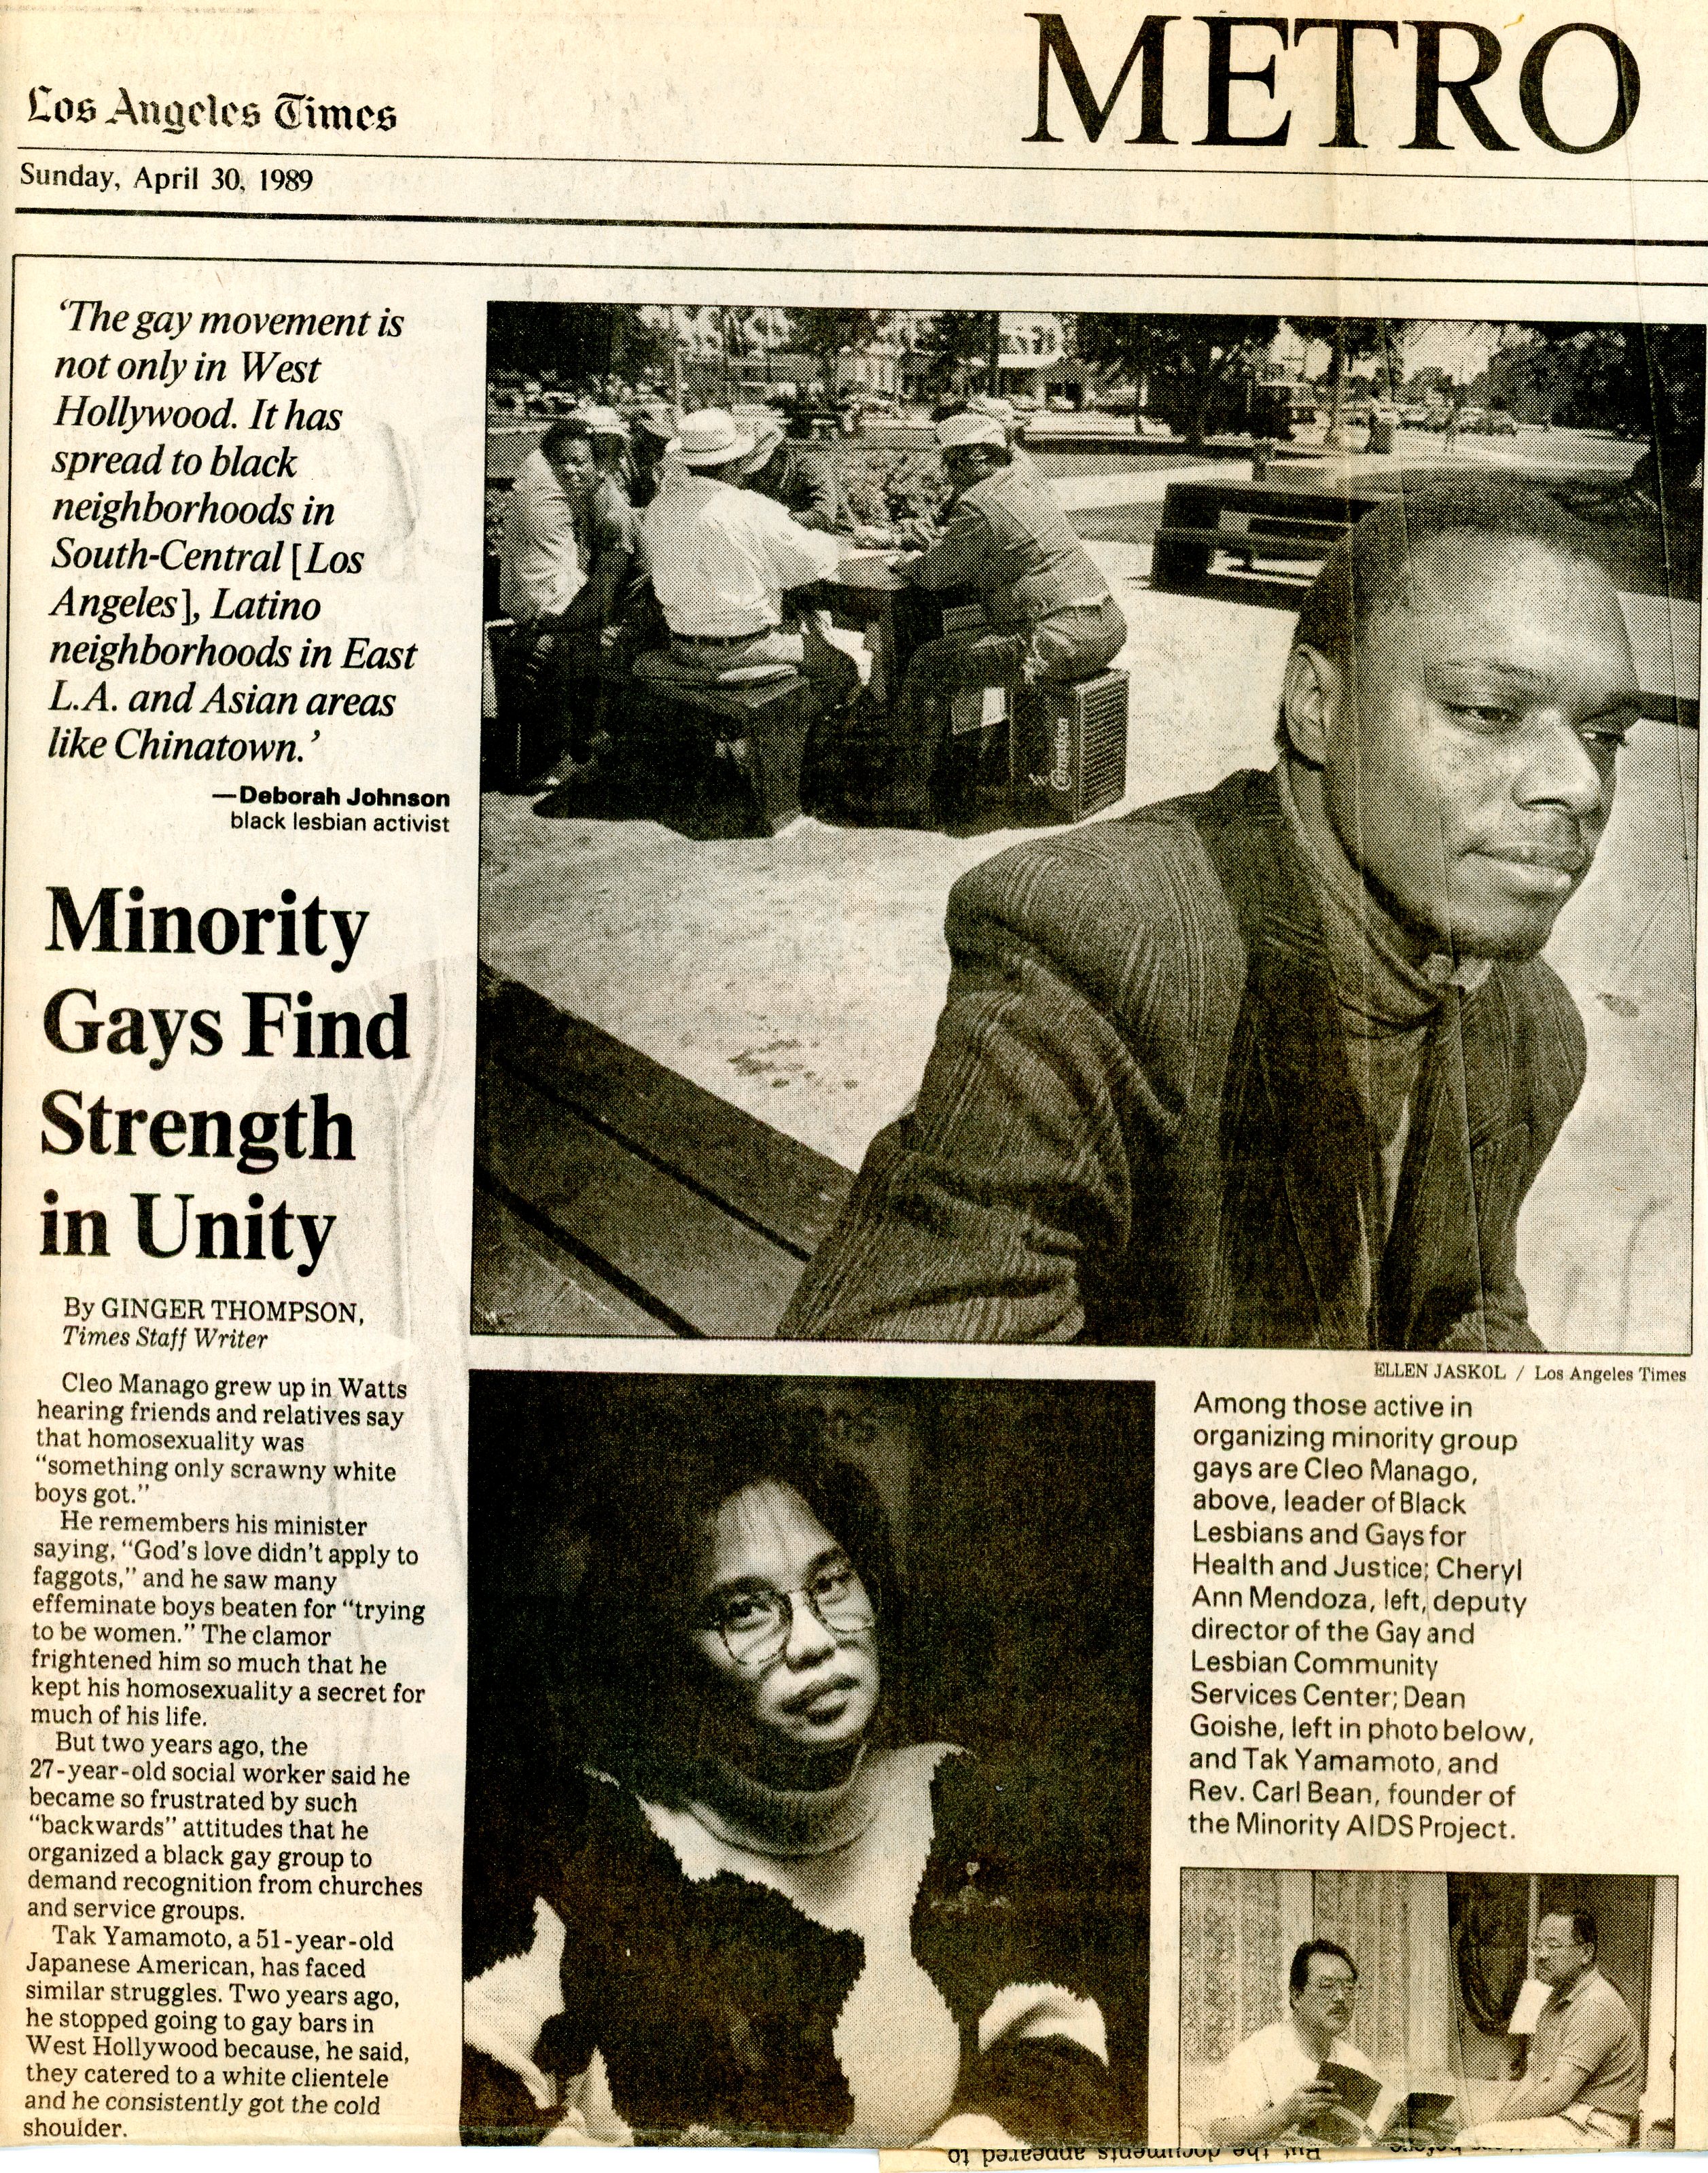 METRO
Los Angeles Times
Sunday, April 30, 1989
‘The gay movement is
not only in West
Hollywood. It has
spread to black
neighborhoods in
South-Central [Los
Angeles], Latino
neighborhoods in East
L.A. and Asian areas
like Chinatown.’
—Deborah Johnson
black lesbian activist
Minority
Gays Find
Strength
in Unity
By GINGER THOMPSON,
Times Staff Writer
Cleo Manago grew up in Watts
hearing friends and relatives say
that homosexuality was
“something only scrawny white
boys got.”
He remembers his minister
saying, “God’s love didn’t apply to
faggots,” and he saw many
effeminate boys beaten for “trying
to be women.” The clamor
frightened him so much that he
kept his homosexuality a secret for
much of his life.
But two years ago, the
27-year-old social worker said he
became so frustrated by such
“backwards” attitudes that he
organized a black gay group to
demand recognition from churches
and service groups.
Tak Yamamoto, a 51-year-old
Japanese American, has faced
similar struggles. Two years ago,
he stopped going to gay bars in
West Hollywood because, he said,
they catered to a white clientele
and he consistently got the cold
shoulder.
Carnation
ELLEN JASKOL / Los Angeles Times
Among those active in
organizing minority group
gays are Cleo Manago,
above, leader of Black
Lesbians and Gays for
Health and Justice; Cheryl
Ann Mendoza, left, deputy
director of the Gay and
Lesbian Community
Services Center; Dean
Goishe, left in photo below,
and Tak Yamamoto, and
Rev. Carl Bean, founder of
the Minority AIDS Project.
But the documents appeared to